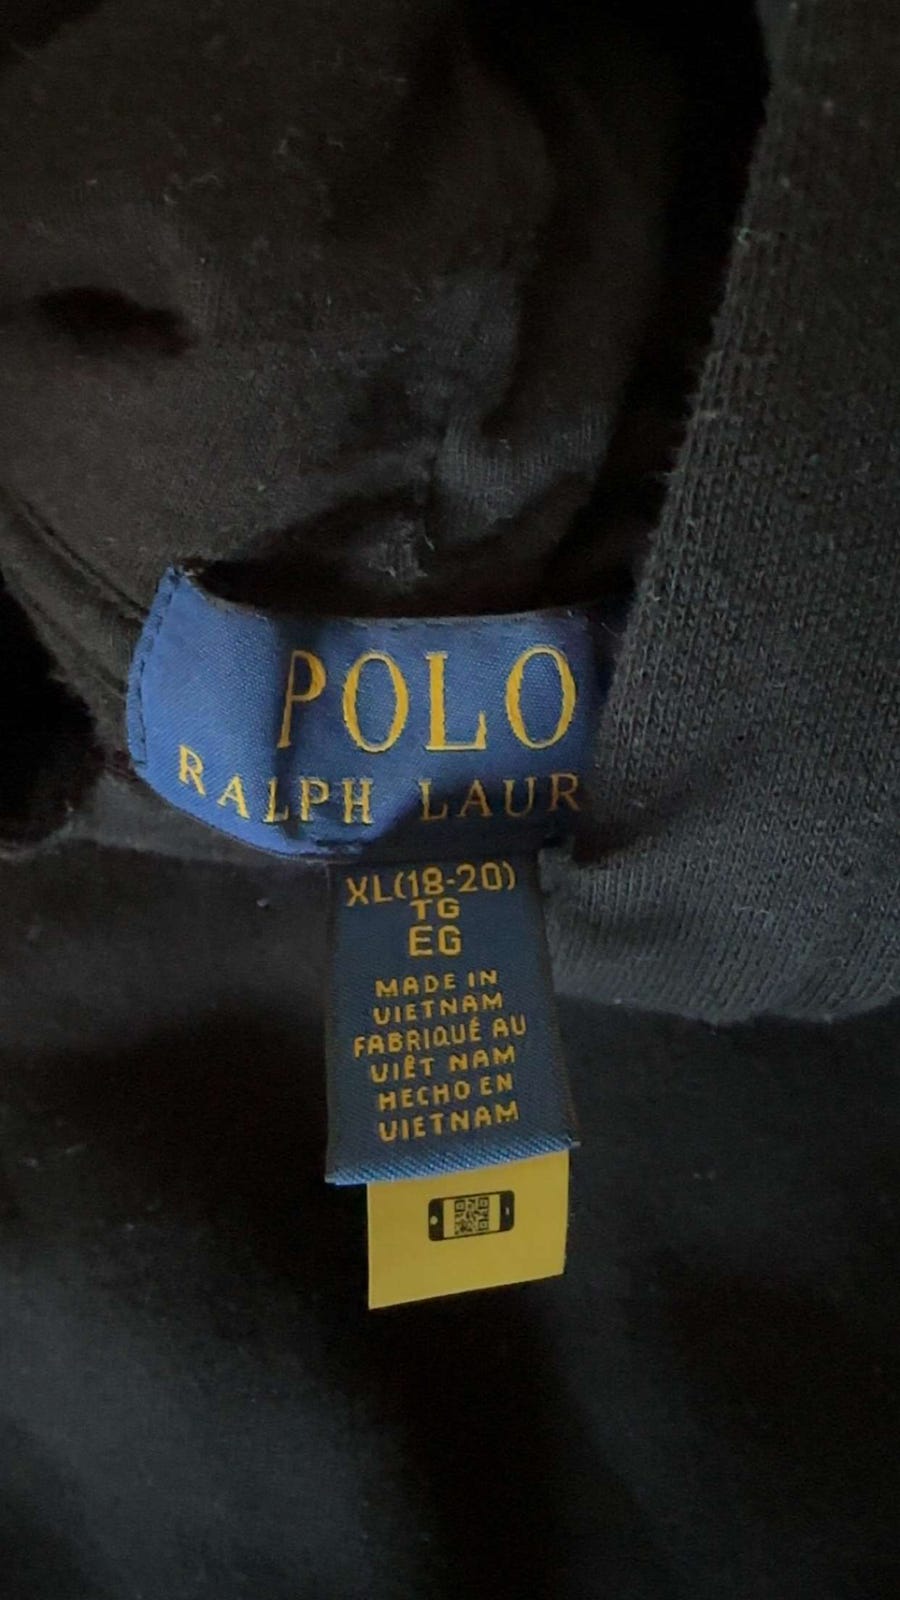 POLO
RALPH LAUR
XL(18-20)
TG
EG
MADE IN
VIETNAM
FABRIQUÉ AU
VIÊT NAM
HECHO EN
VIETNAM